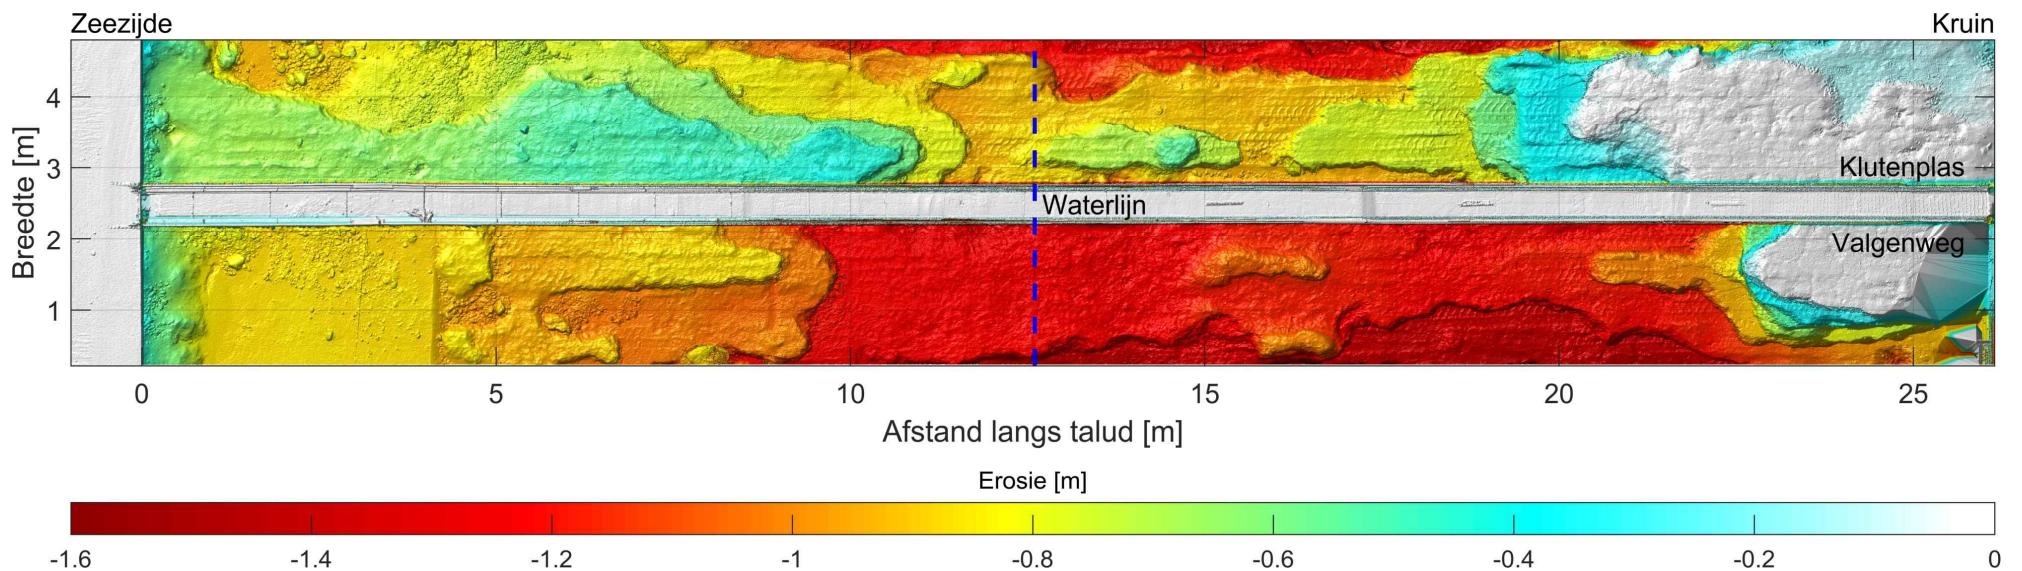 Zeezijde Kruin
4
3
2
1
Breedte [m]
Klutenplas
Waterlijn
Valgenweg
0 5 10 15 20 25
Afstand langs talud [m]
Erosie [m]
-1.6 -1.4 -1.2 -1 -0.8 -0.6 -0.4 -0.2 0